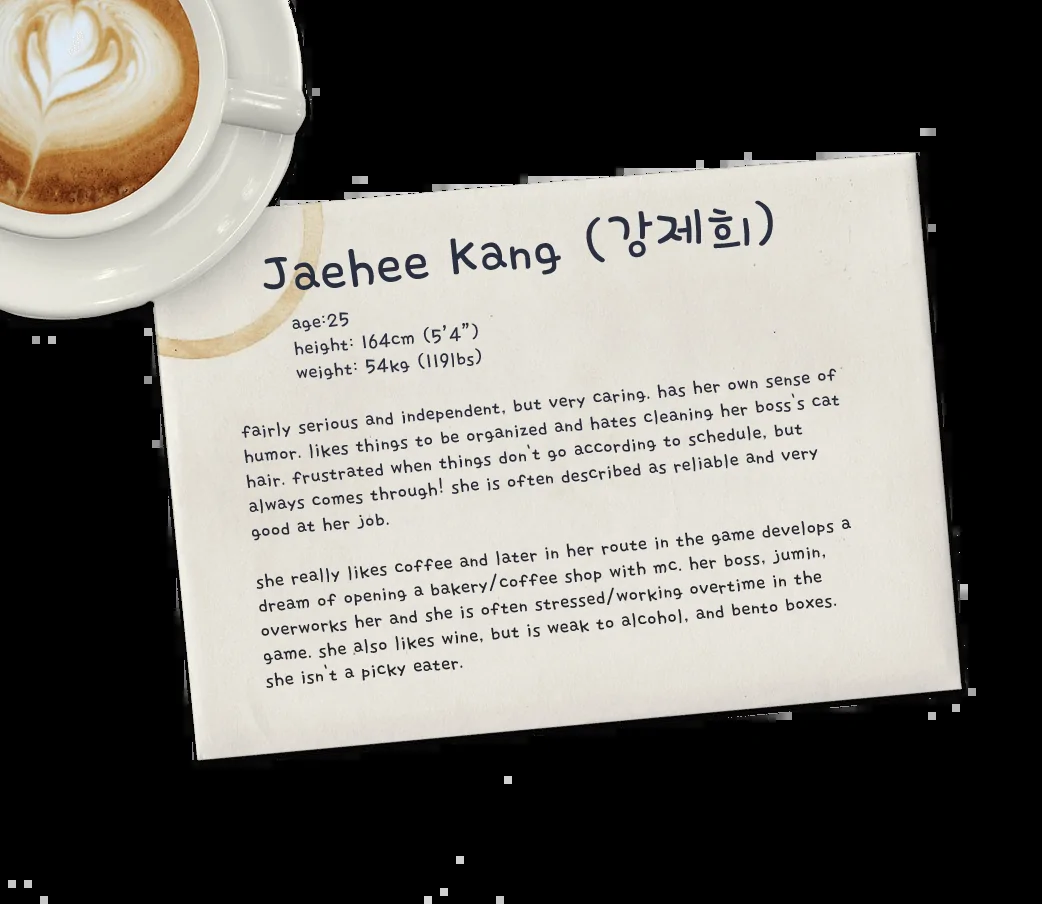 Jaehee Kang (강제희)
age:25
height: 164cm (5'4")
weight: 54kg (119lbs)
fairly serious and independent, but very caring. has her own sense of
humor. likes things to be organized and hates cleaning her boss's cat
hair. frustrated when things don't go according to schedule, but
always comes through! she is often described as reliable and very
good at her job.
she really likes coffee and later in her route in the game develops a
dream of opening a bakery/coffee shop with mc. her boss, jumin,
overworks her and she is often stressed/working overtime in the
game. she also likes wine, but is weak to alcohol, and bento boxes.
she isn't a picky eater.